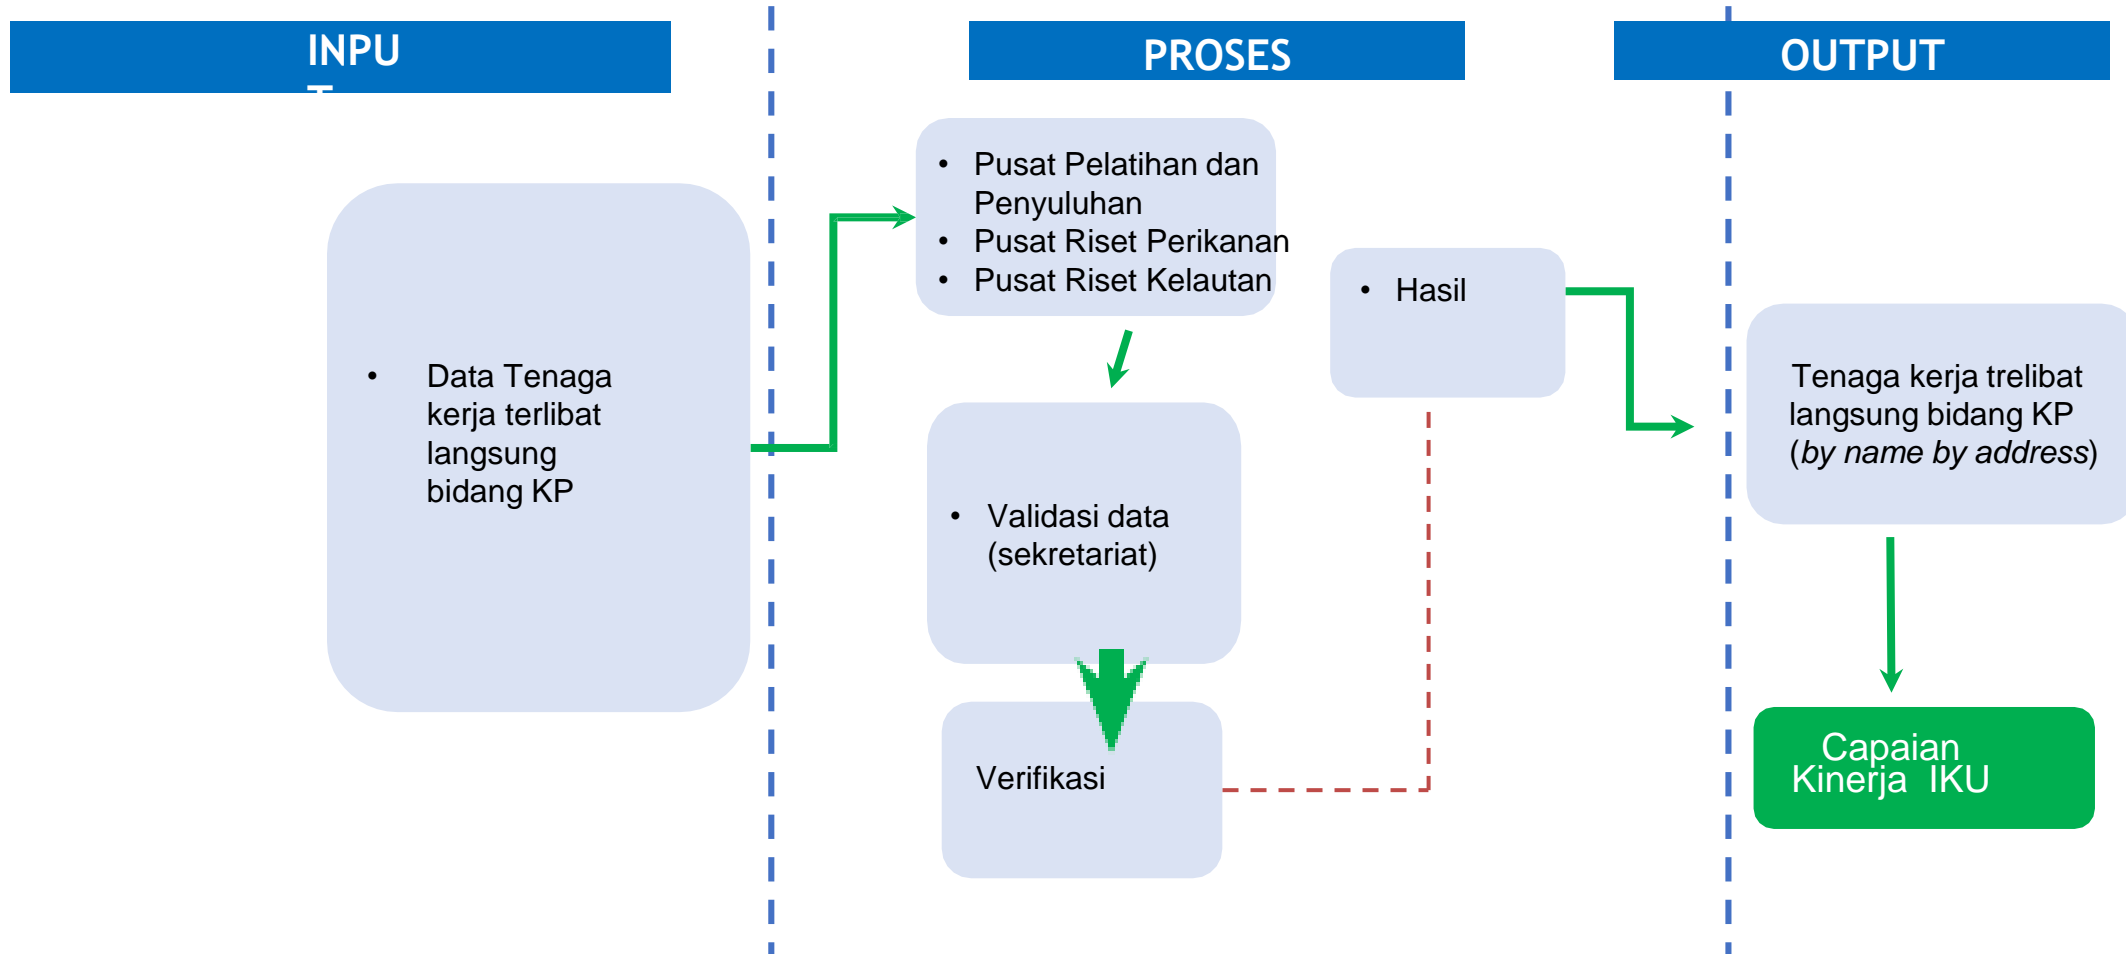 INPU
T
PROSES
OUTPUT
• Data Tenaga
kerja terlibat
langsung
bidang KP
• Pusat Pelatihan dan
Penyuluhan
• Pusat Riset Perikanan
• Pusat Riset Kelautan
• Validasi data
(sekretariat)
Verifikasi
• Hasil
Tenaga kerja trelibat
langsung bidang KP
(by name by address)
Capaian
Kinerja IKU